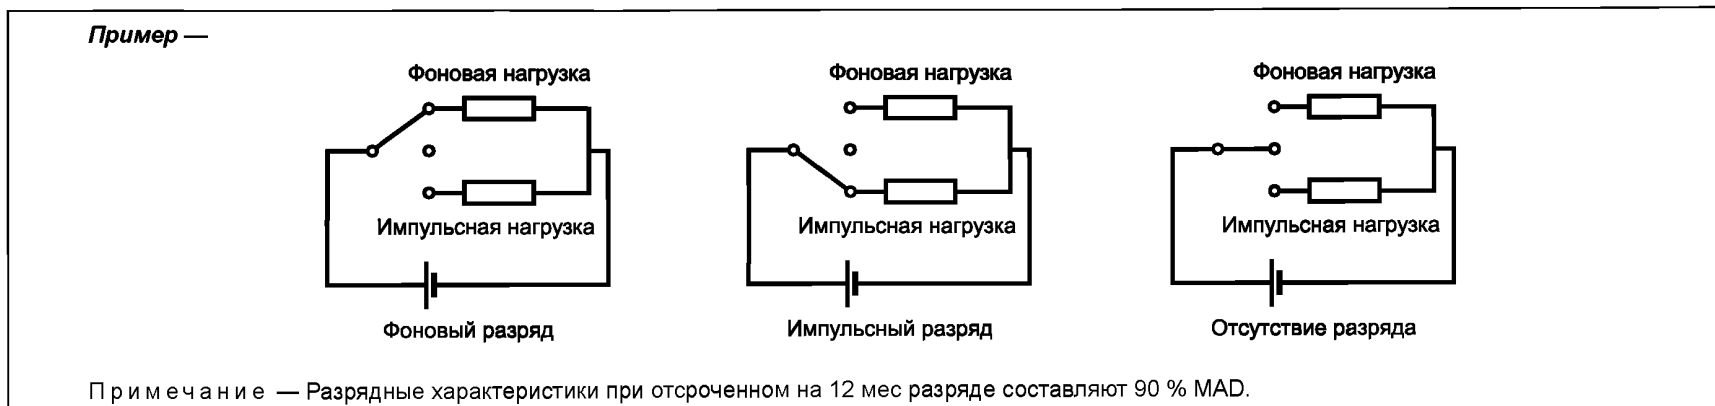 Пример —
Фоновая нагрузка Фоновая нагрузка Фоновая нагрузка
Импульсная нагрузка Импульсная нагрузка Импульсная нагрузка
Фоновый разряд Импульсный разряд Отсутствие разряда
Примечание — Разрядные характеристики при отсроченном на 12 мес разряде составляют 90 % MAD.